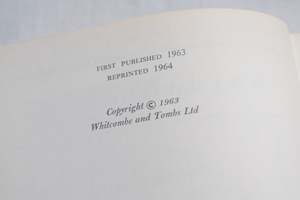 FIRST PUBLISHED 1963
REPRINTED 1964
Copyright © 1963
Whitcombe and Tombs Ltd